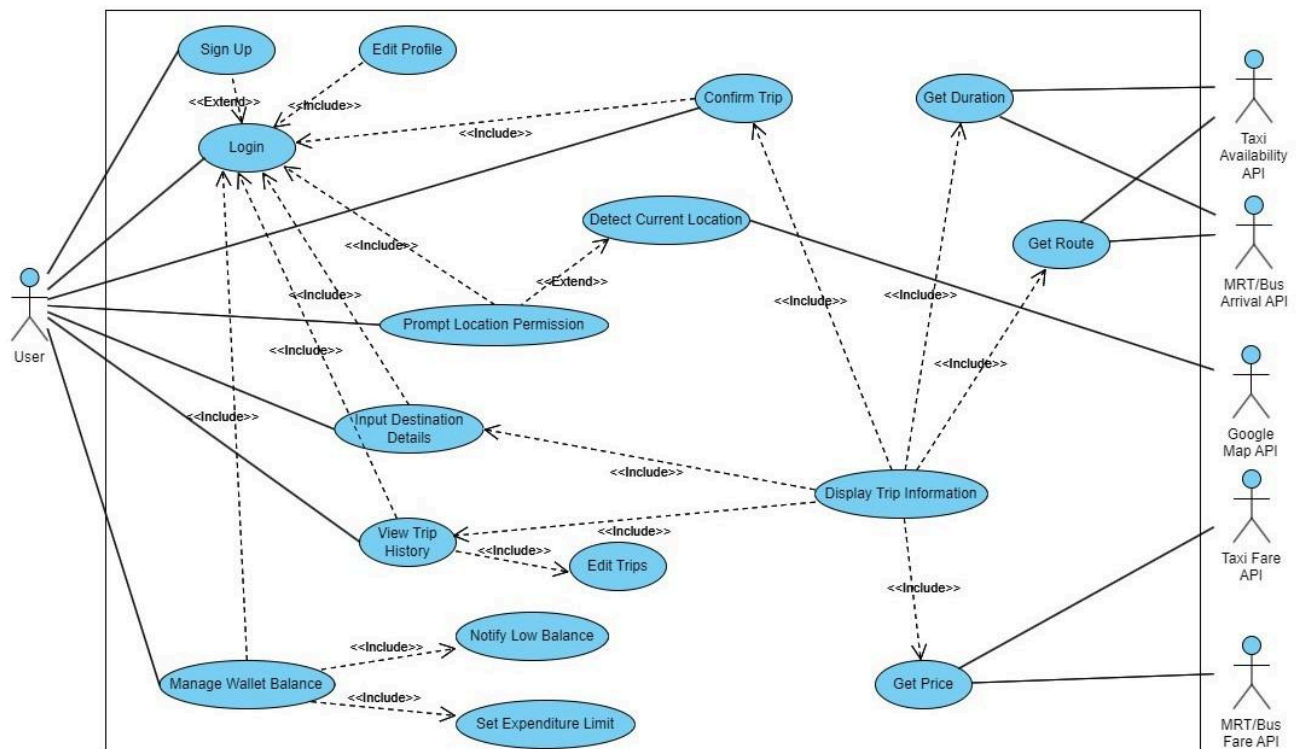 Sign Up
Edit Profile
<<Extend>>
<<Include>>
Confirm Trip
Get Duration
<<Include>>
Login
Taxi
Availability
API
Detect Current Location
Get Route
<<Include>>
<<Extend>>
MRT/Bus
Arrival API
<<Include>>
<<Include>>
<<Include>>
Prompt Location Permission
User
<<Include>>
<<Include>>
<<Include>>
Input Destination
Details
Google
Map API
<<Include>>
Display Trip Information
View Trip
History
<<Include>>
<<Include>>
Edit Trips
Taxi Fare
API
<<Include>>
Notify Low Balance
<<Include>>
Manage Wallet Balance
Get Price
<<Include>>
Set Expenditure Limit
MRT/Bus
Fare API